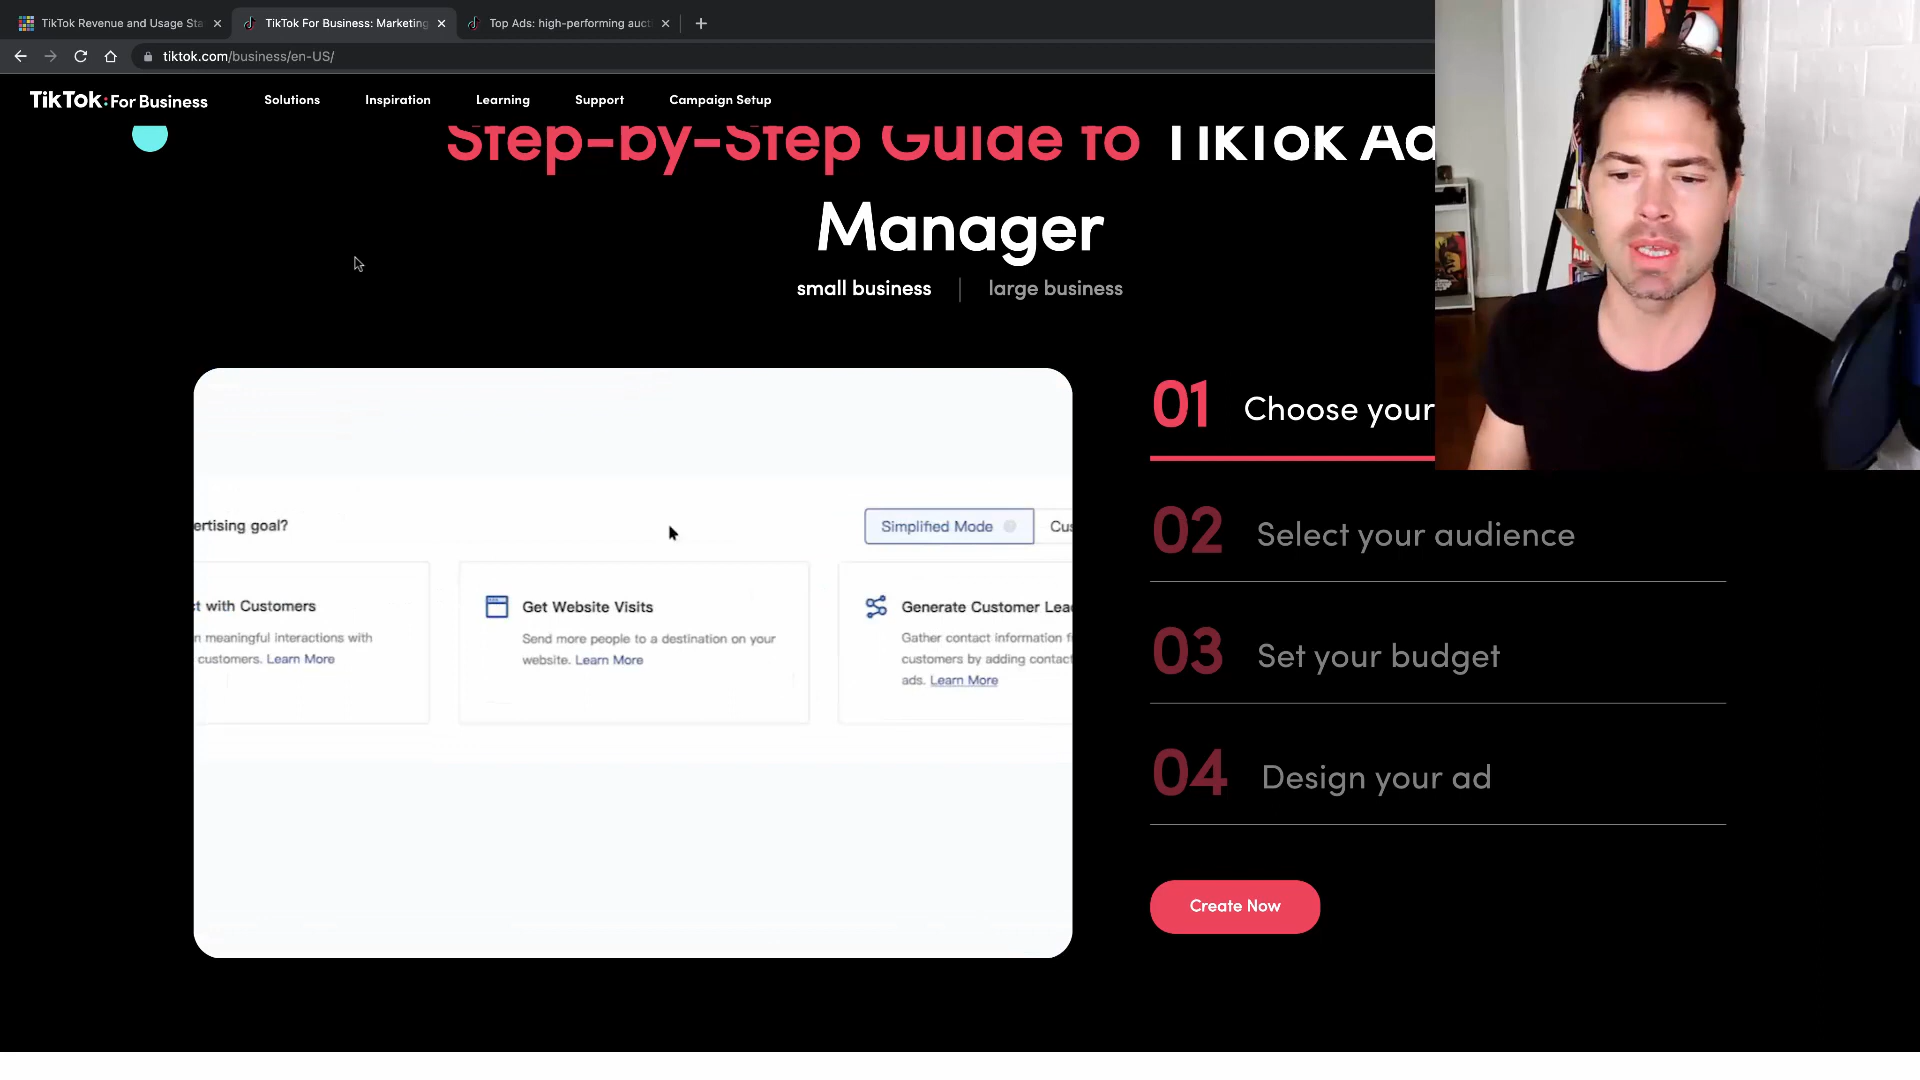 TikTok Revenue and Usage Sta
TikTok For Business: Marketing
Top Ads: high-performing auct
tiktok.com/business/en-US/
TikTok: For Business
Solutions
Inspiration
Learning
Support
Campaign Setup
Step-by-Step Guide to TikTok Ad
Manager
small business | large business
ertising goal?
Simplified Mode
Cus
t with Customers
n meaningful interactions with
customers. Learn More
Get Website Visits
Send more people to a destination on your
website. Learn More
Generate Customer Lea
Gather contact information f
customers by adding contac
ads. Learn More
01 Choose your
02 Select your audience
03 Set your budget
04 Design your ad
Create Now